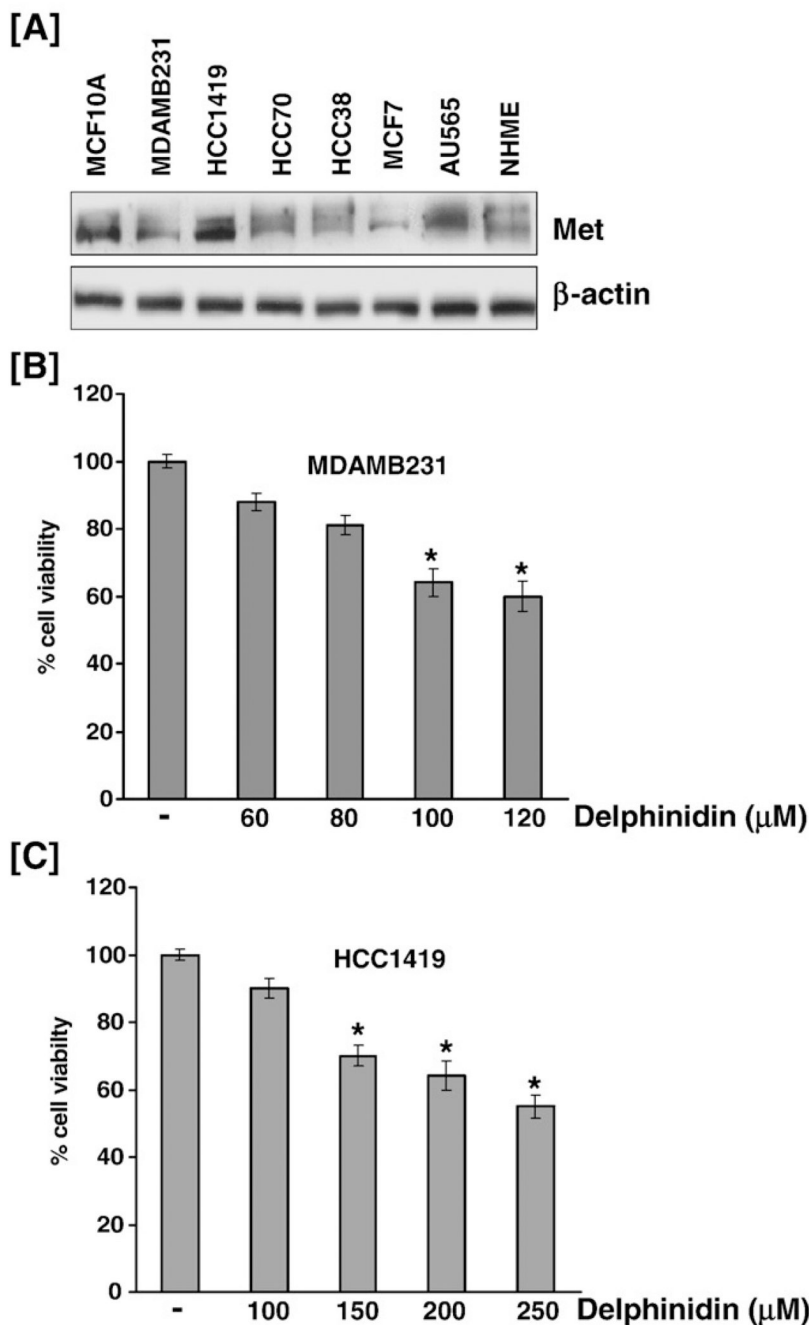 [A]
MCF10A
MDAMB231
HCC1419
HCC70
HCC38
MCF7
AU565
NHME
Met
β-actin
[B]
120
100
80
60
40
20
0
% cell viability
MDAMB231
*
*
- 60 80 100 120 Delphinidin (μM)
[C]
120
100
80
60
40
20
0
% cell viabilty
HCC1419
*
*
*
- 100 150 200 250 Delphinidin (μM)